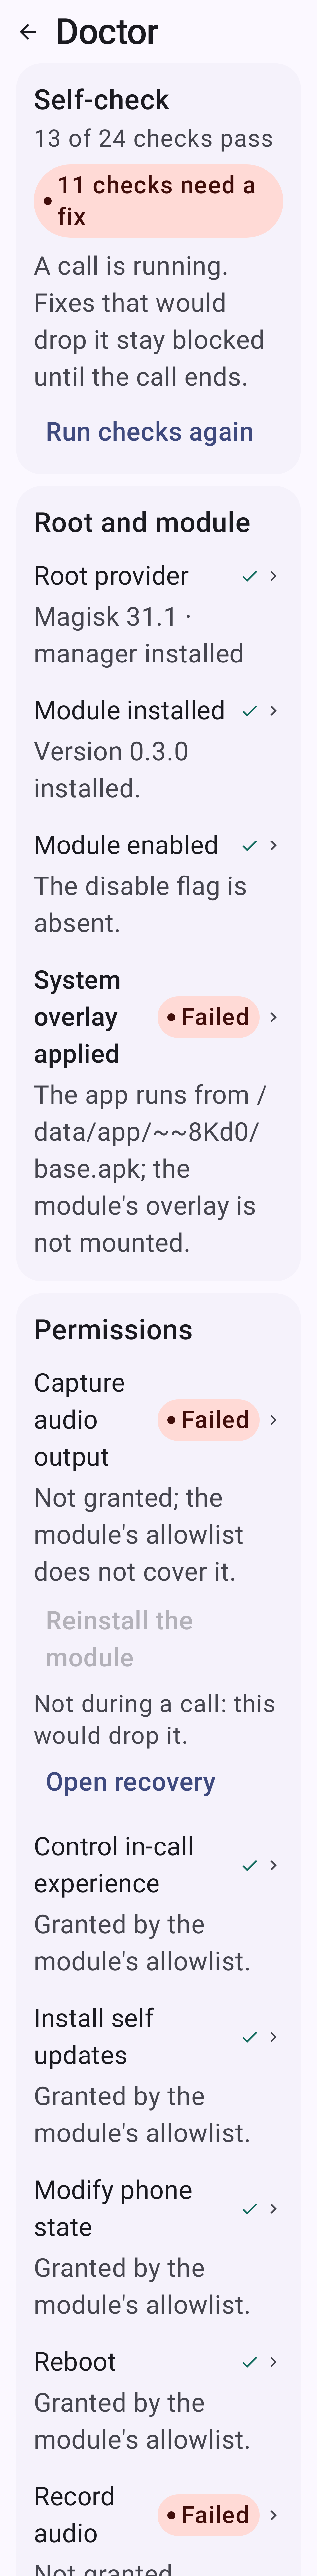 Doctor
Self-check
13 of 24 checks pass
11 checks need a
fix
A call is running.
Fixes that would
drop it stay blocked
until the call ends.
Run checks again
Root and module
Root provider
Magisk 31.1 ·
manager installed
Module installed
Version 0.3.0
installed.
Module enabled
The disable flag is
absent.
System
overlay
applied
Failed
The app runs from /
data/app/~~8Kd0/
base.apk; the
module's overlay is
not mounted.
Permissions
Capture
audio
output
Failed
Not granted; the
module's allowlist
does not cover it.
Reinstall the
module
Not during a call: this
would drop it.
Open recovery
Control in-call
experience
Granted by the
module's allowlist.
Install self
updates
Granted by the
module's allowlist.
Modify phone
state
Granted by the
module's allowlist.
Reboot
Granted by the
module's allowlist.
Record
audio
Failed
Not granted